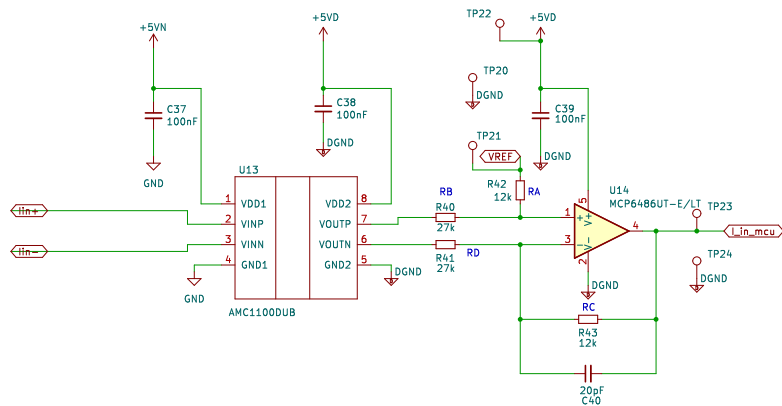 TP22
+5VD
+5VN
+5VD
TP20
C37
100nF
C38
100nF
C39
100nF
DGND
DGND
TP21
DGND
VREF
GND
U13
R42
12k
RA
U14
MCP6486UT-E/LT
RB
R40
27k
1
VDD1
VDD2
8
2
VINP
VOUTP
7
3
VINN
VOUTN
6
4
GND1
GND2
5
Iin+
Iin-
1
+
3
-
5
V+
V-
2
4
TP23
I_in_mcu
R41
27k
RD
GND
DGND
DGND
TP24
DGND
AMC1100DUB
RC
R43
12k
20pF
C40